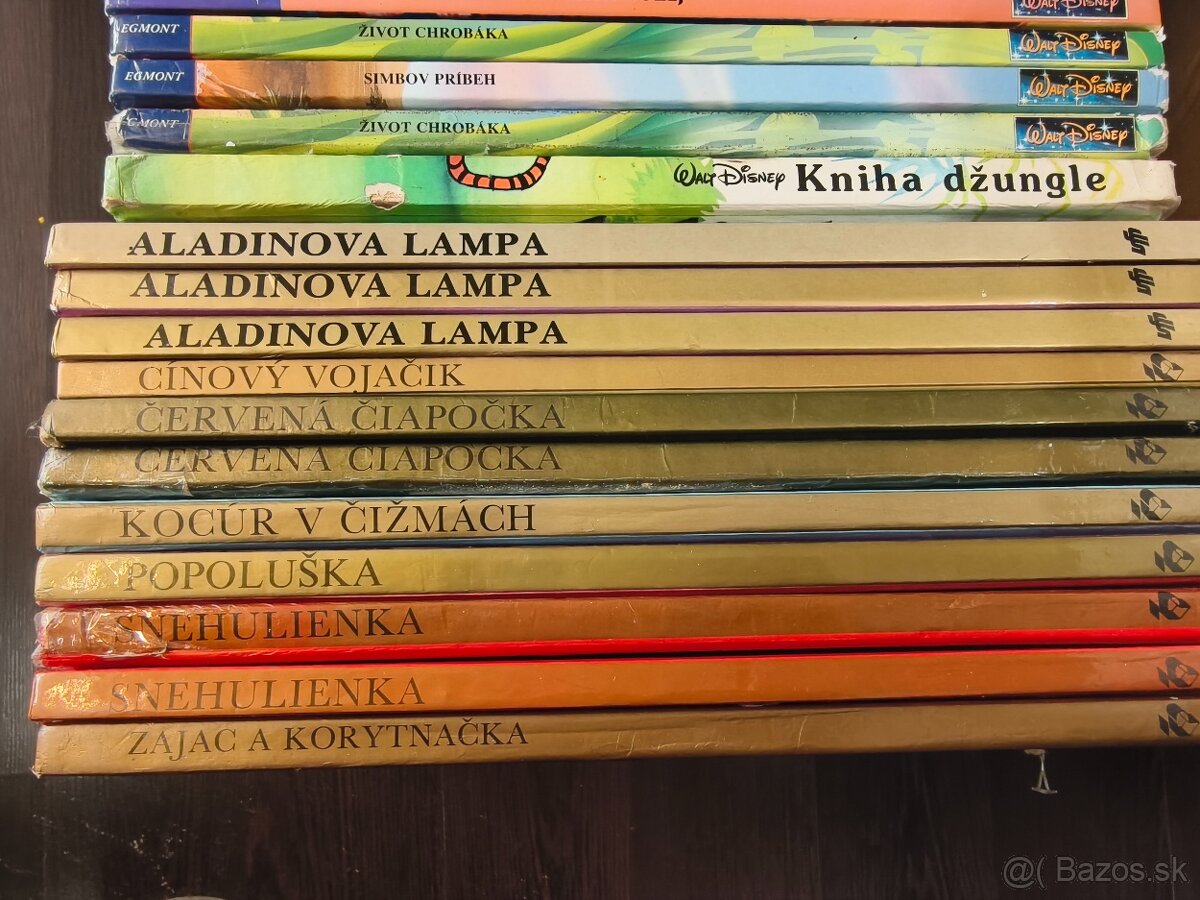 WALT DISNEY
EGMONT ŽIVOT CHROBÁKA WALT DISNEY
EGMONT SIMBOV PRÍBEH WALT DISNEY
EGMONT ŽIVOT CHROBÁKA WALT DISNEY
WALT DISNEY Kniha džungle
ALADINOVA LAMPA
ALADINOVA LAMPA
ALADINOVA LAMPA
CÍNOVÝ VOJAČIK
ČERVENÁ ČIAPOČKA
ČERVENÁ ČIAPOČKA
KOCÚR V ČIŽMÁCH
POPOLUŠKA
SNEHULIENKA
SNEHULIENKA
ZAJAC A KORYTNAČKA
@( Bazos.sk